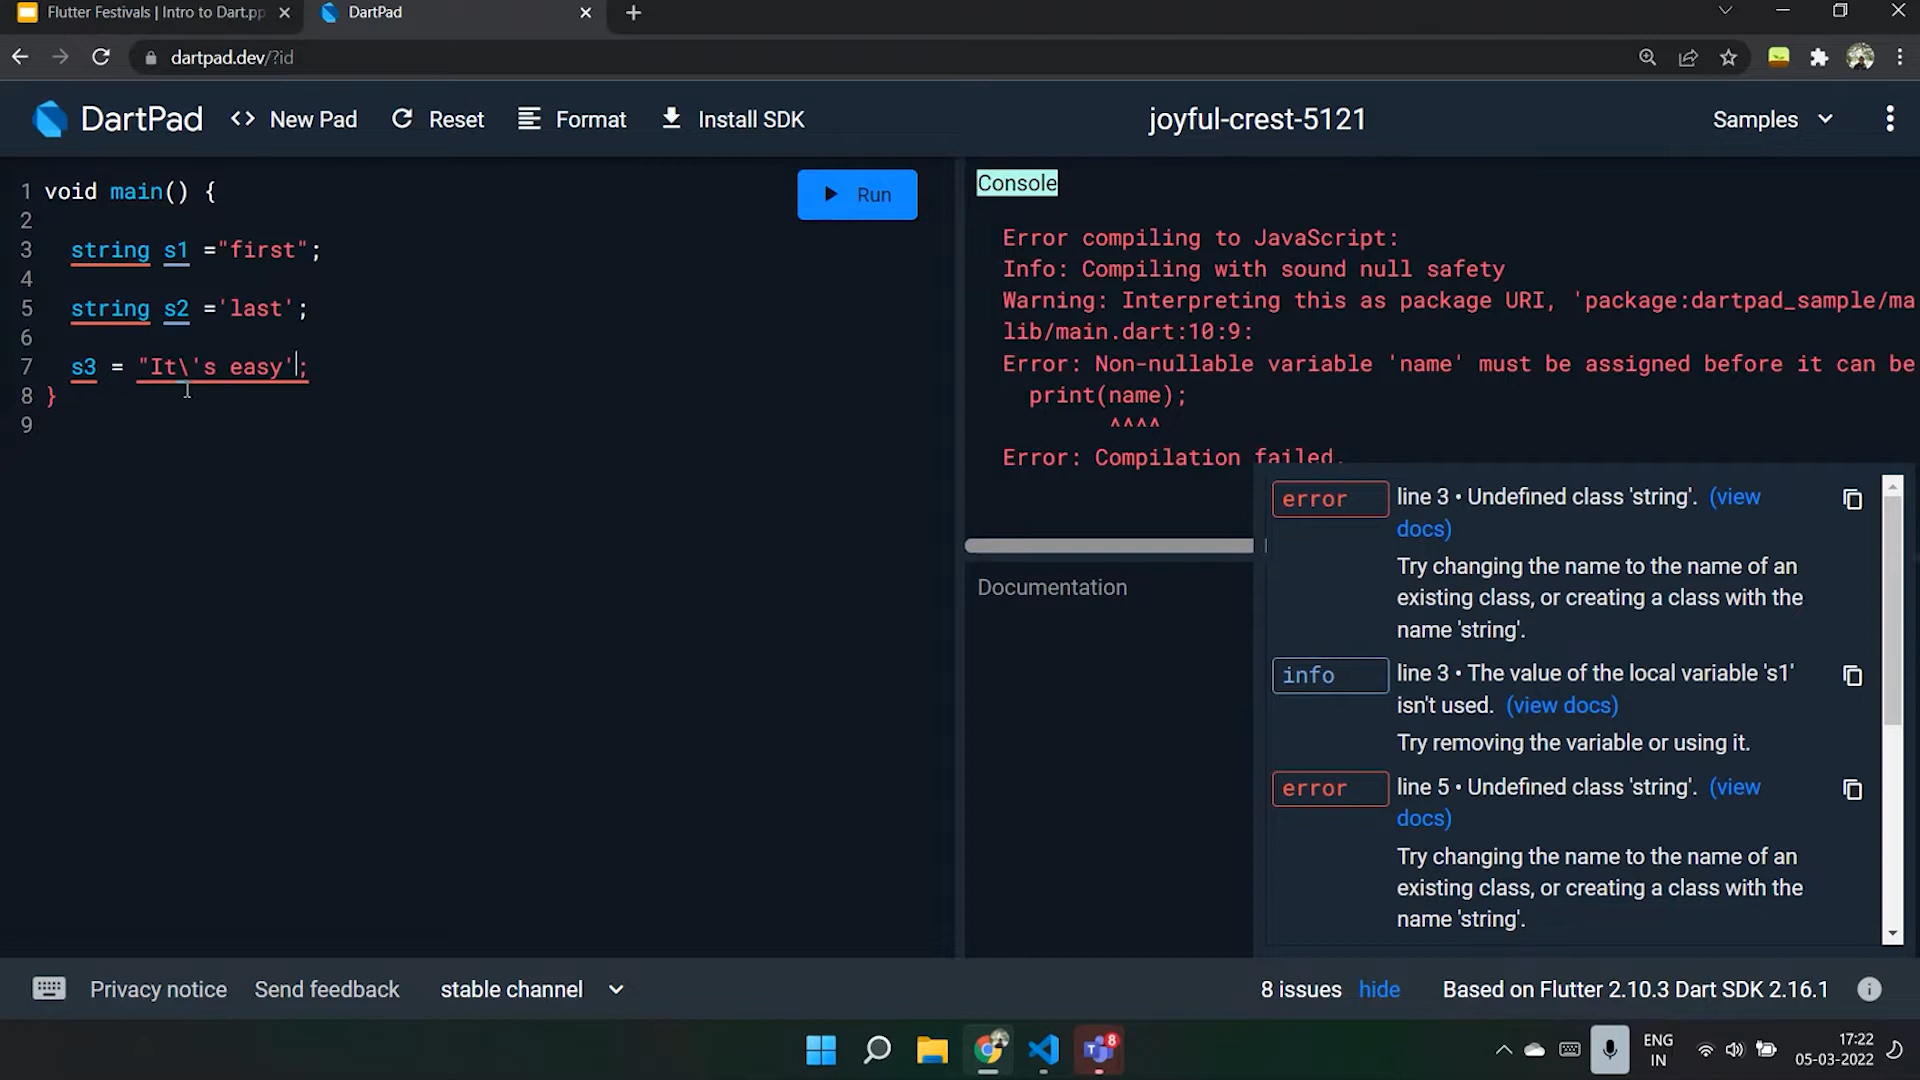 Flutter Festivals | Intro to Dart.pp
DartPad
dartpad.dev/?id
DartPad
<> New Pad
Reset
Format
Install SDK
joyful-crest-5121
Samples
1 void main() {
2
3 string s1 ="first";
4
5 string s2 ='last';
6
7 s3 = "It\'s easy';
8 }
9
Run
Console
Error compiling to JavaScript:
Info: Compiling with sound null safety
Warning: Interpreting this as package URI, 'package:dartpad_sample/ma
lib/main.dart:10:9:
Error: Non-nullable variable 'name' must be assigned before it can be
print(name);
^^^^
Error: Compilation failed.
Documentation
error line 3 • Undefined class 'string'. (view
docs)
Try changing the name to the name of an
existing class, or creating a class with the
name 'string'.
info line 3 • The value of the local variable 's1'
isn't used. (view docs)
Try removing the variable or using it.
error line 5 • Undefined class 'string'. (view
docs)
Try changing the name to the name of an
existing class, or creating a class with the
name 'string'.
Privacy notice
Send feedback
stable channel
8 issues hide
Based on Flutter 2.10.3 Dart SDK 2.16.1
8
ENG
IN
17:22
05-03-2022